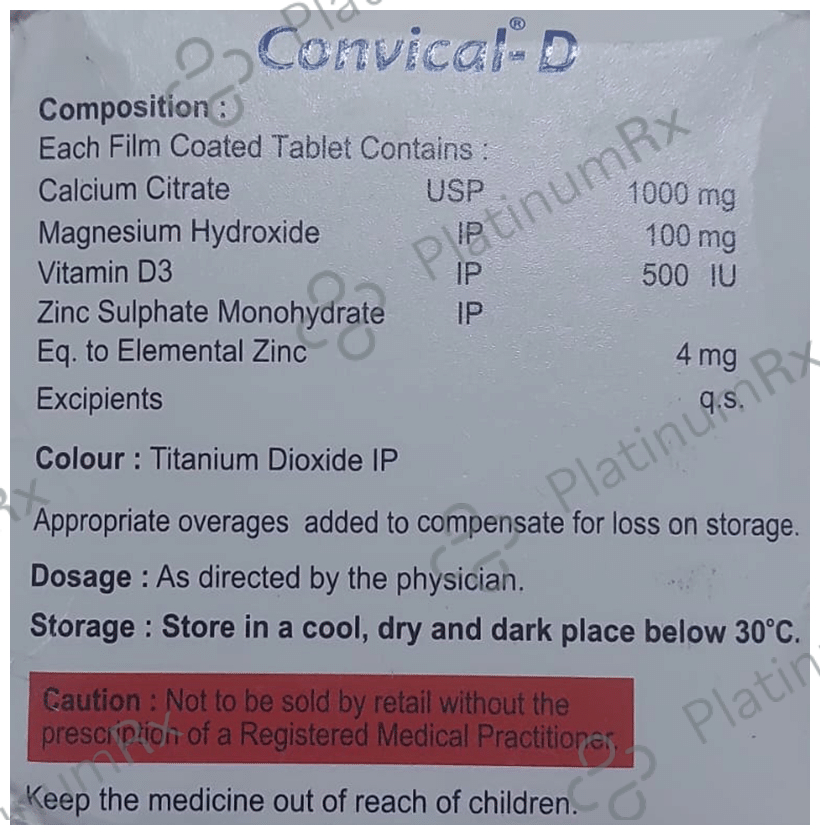 Convical®-D
Composition :
Each Film Coated Tablet Contains :
Calcium Citrate USP 1000 mg
Magnesium Hydroxide IP 100 mg
Vitamin D3 IP 500 IU
Zinc Sulphate Monohydrate IP
Eq. to Elemental Zinc 4 mg
Excipients q.s.
Colour : Titanium Dioxide IP
Appropriate overages added to compensate for loss on storage.
Dosage : As directed by the physician.
Storage : Store in a cool, dry and dark place below 30°C.
Caution : Not to be sold by retail without the
prescription of a Registered Medical Practitioner.
Keep the medicine out of reach of children.
PlatinumRx
PlatinumRx